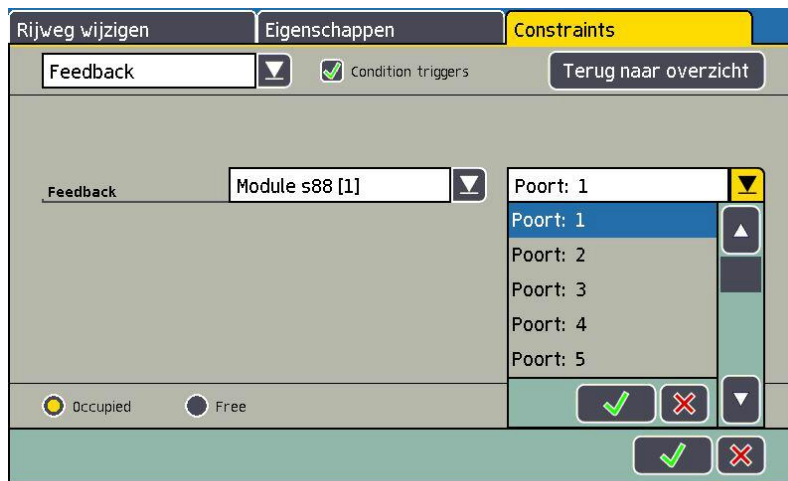 Rijweg wijzigen Eigenschappen Constraints
Feedback Condition triggers Terug naar overzicht
Feedback Module s88 [1] Poort: 1
Poort: 1
Poort: 2
Poort: 3
Poort: 4
Poort: 5
Occupied Free